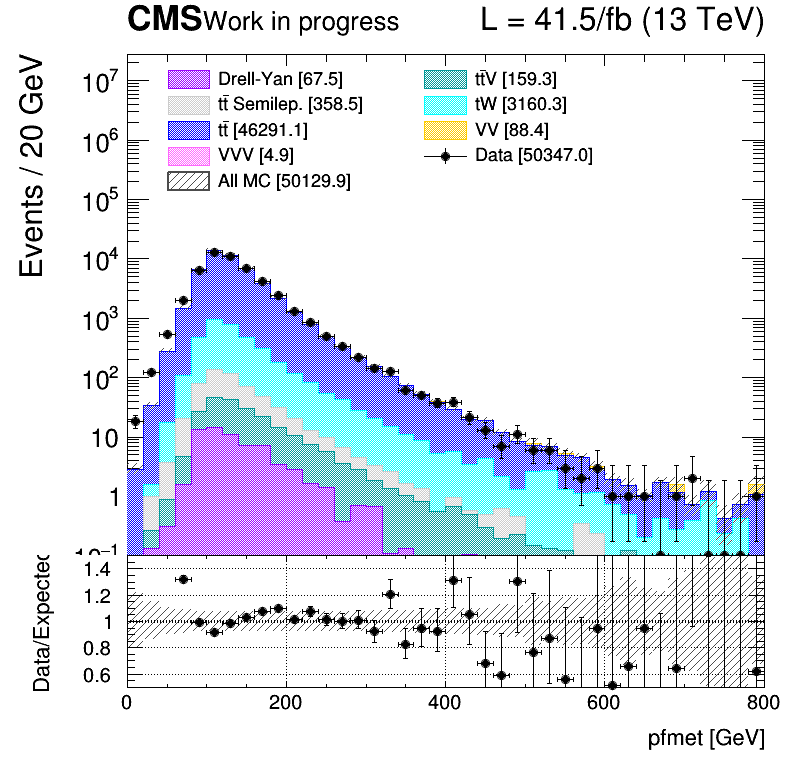 CMS Work in progress L = 41.5/fb (13 TeV)
Events / 20 GeV
Drell-Yan [67.5]
tt̄ Semilep. [358.5]
tt̄ [46291.1]
VVV [4.9]
All MC [50129.9]
tt̄V [159.3]
tW [3160.3]
VV [88.4]
Data [50347.0]
10⁷
10⁶
10⁵
10⁴
10³
10²
10
1
10⁻¹
Data/Expected
1.4
1.2
1
0.8
0.6
0 200 400 600 800
pfmet [GeV]